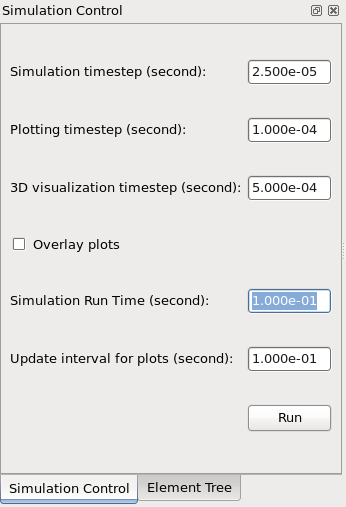 Simulation Control
Simulation timestep (second): 2.500e-05
Plotting timestep (second): 1.000e-04
3D visualization timestep (second): 5.000e-04
Overlay plots
Simulation Run Time (second): 1.000e-01
Update interval for plots (second): 1.000e-01
Run
Simulation Control Element Tree